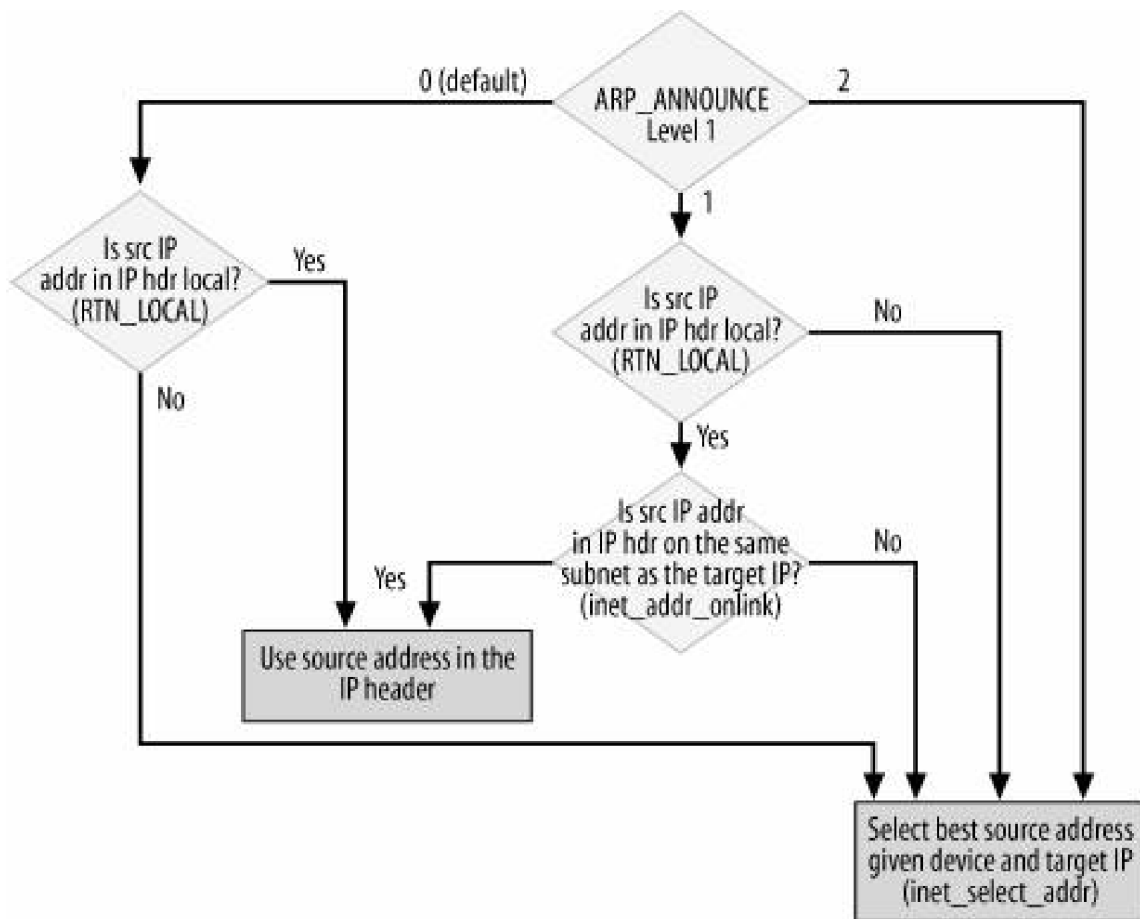 0 (default)
2
ARP_ANNOUNCE
Level 1
1
Is src IP
addr in IP hdr local?
(RTN_LOCAL)
Yes
No
Is src IP
addr in IP hdr local?
(RTN_LOCAL)
No
Yes
Is src IP addr
in IP hdr on the same
subnet as the target IP?
(inet_addr_onlink)
No
Yes
Use source address in the
IP header
Select best source address
given device and target IP
(inet_select_addr)